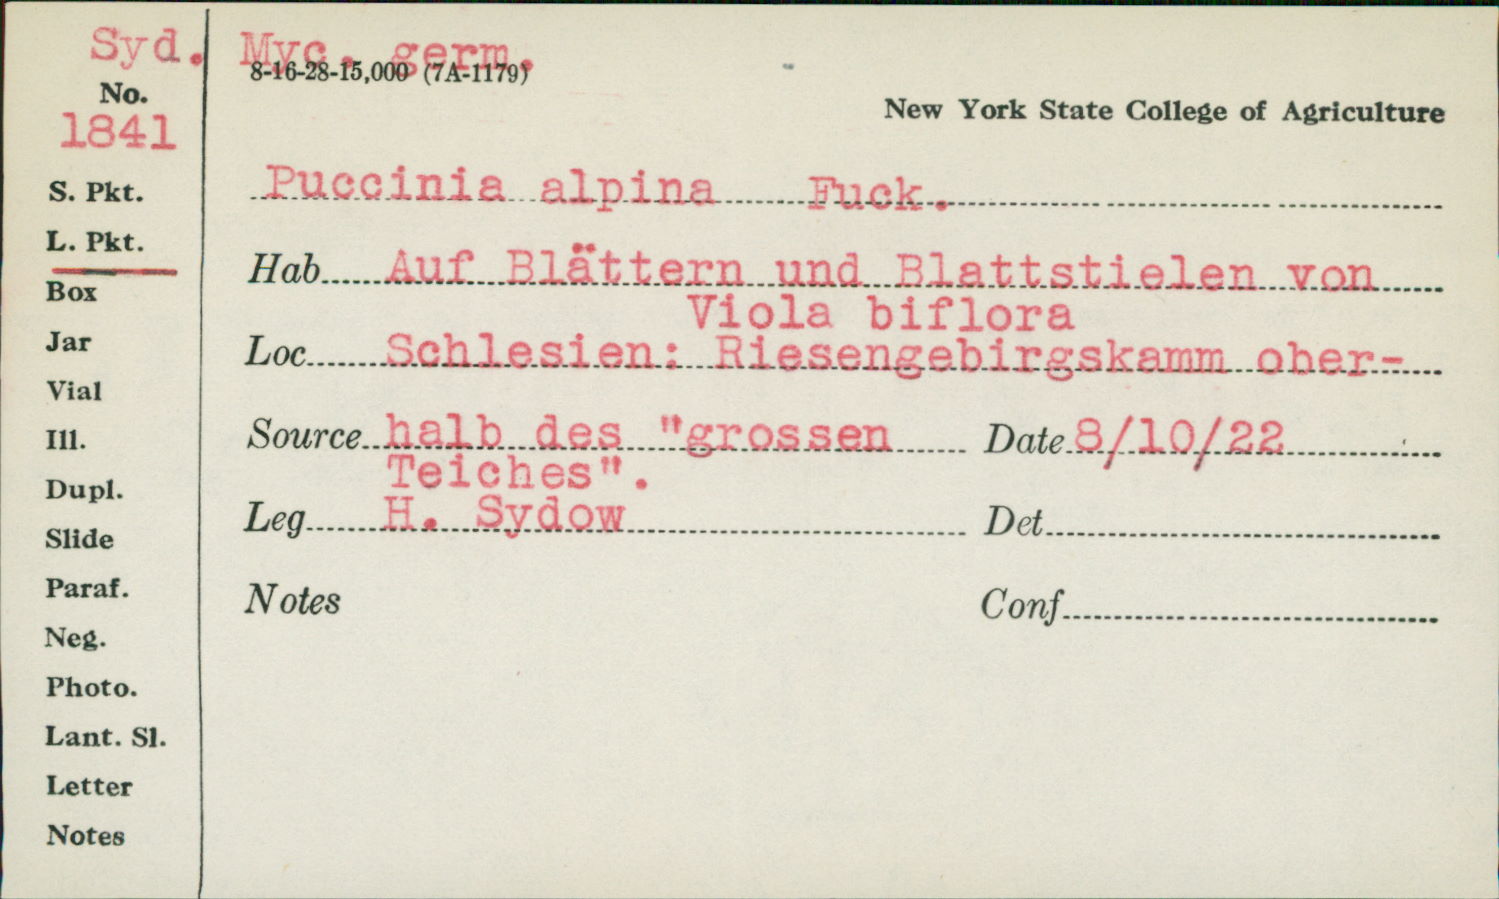 Syd. Myc. germ.
8-16-28-15,000 (7A-1179)
No.
1841
New York State College of Agriculture
S. Pkt.
Puccinia alpina Fuck.
L. Pkt.
Hab. Auf Blättern und Blattstielen von
Viola biflora
Box
Jar
Loc. Schlesien: Riesengebirgskamm ober-
Vial
Ill.
Source halb des "grossen
Teiches".
Date 8/10/22
Dupl.
Slide
Leg. H. Sydow
Det.
Paraf.
Notes
Conf.
Neg.
Photo.
Lant. Sl.
Letter
Notes